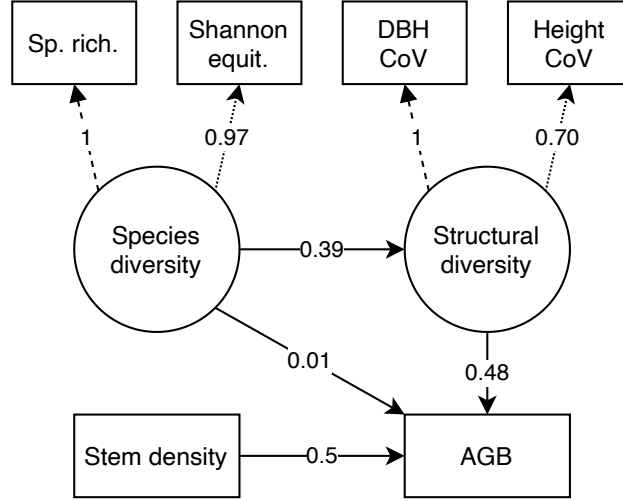 Sp. rich.
Shannon
equit.
DBH
CoV
Height
CoV
1
0.97
1
0.70
Species
diversity
0.39
Structural
diversity
0.01
0.48
Stem density
0.5
AGB